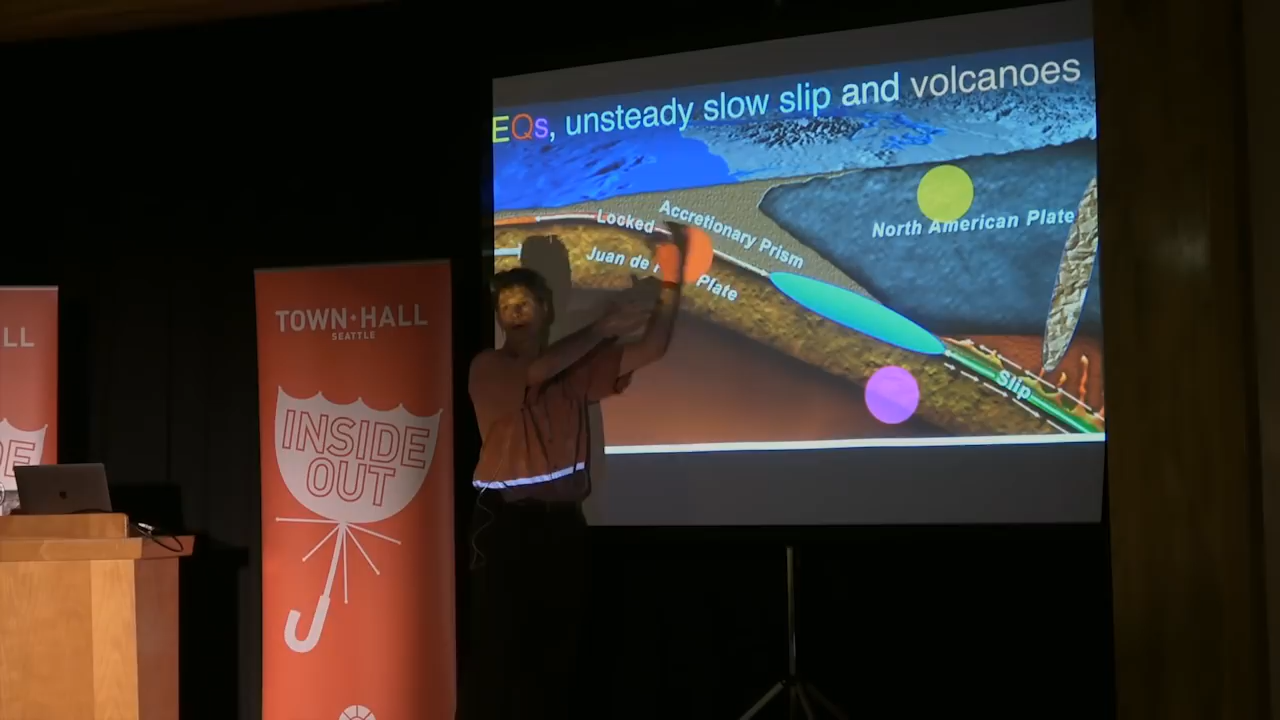 EQs, unsteady slow slip and volcanoes
Locked
Accretionary Prism
Juan de
Plate
North American Plate
Slip
LL
TOWN HALL
SEATTLE
INSIDE
OUT
DE